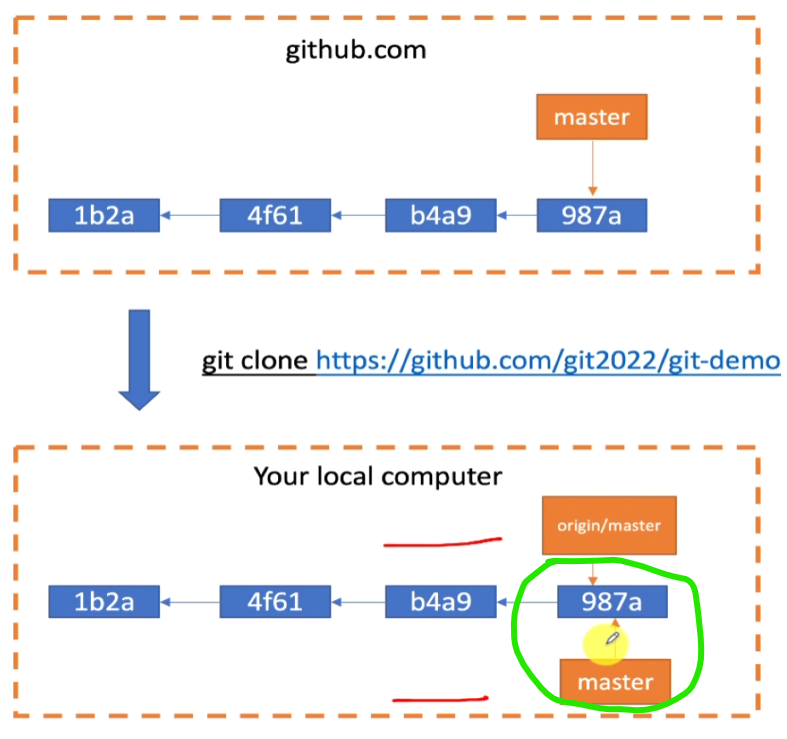 github.com
master
1b2a 4f61 b4a9 987a
git clone https://github.com/git2022/git-demo
Your local computer
origin/master
1b2a 4f61 b4a9 987a
master